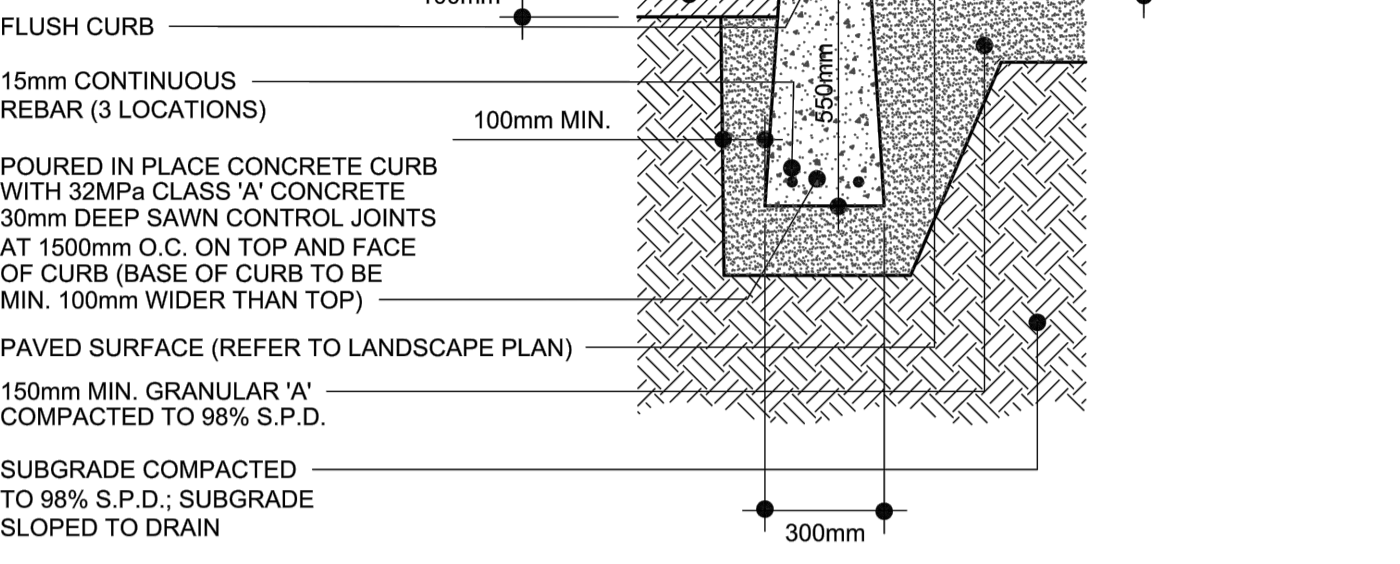 FLUSH CURB
15mm CONTINUOUS
REBAR (3 LOCATIONS)
100mm MIN.
550mm
POURED IN PLACE CONCRETE CURB
WITH 32MPa CLASS 'A' CONCRETE
30mm DEEP SAWN CONTROL JOINTS
AT 1500mm O.C. ON TOP AND FACE
OF CURB (BASE OF CURB TO BE
MIN. 100mm WIDER THAN TOP)
PAVED SURFACE (REFER TO LANDSCAPE PLAN)
150mm MIN. GRANULAR 'A'
COMPACTED TO 98% S.P.D.
SUBGRADE COMPACTED
TO 98% S.P.D.; SUBGRADE
SLOPED TO DRAIN
300mm